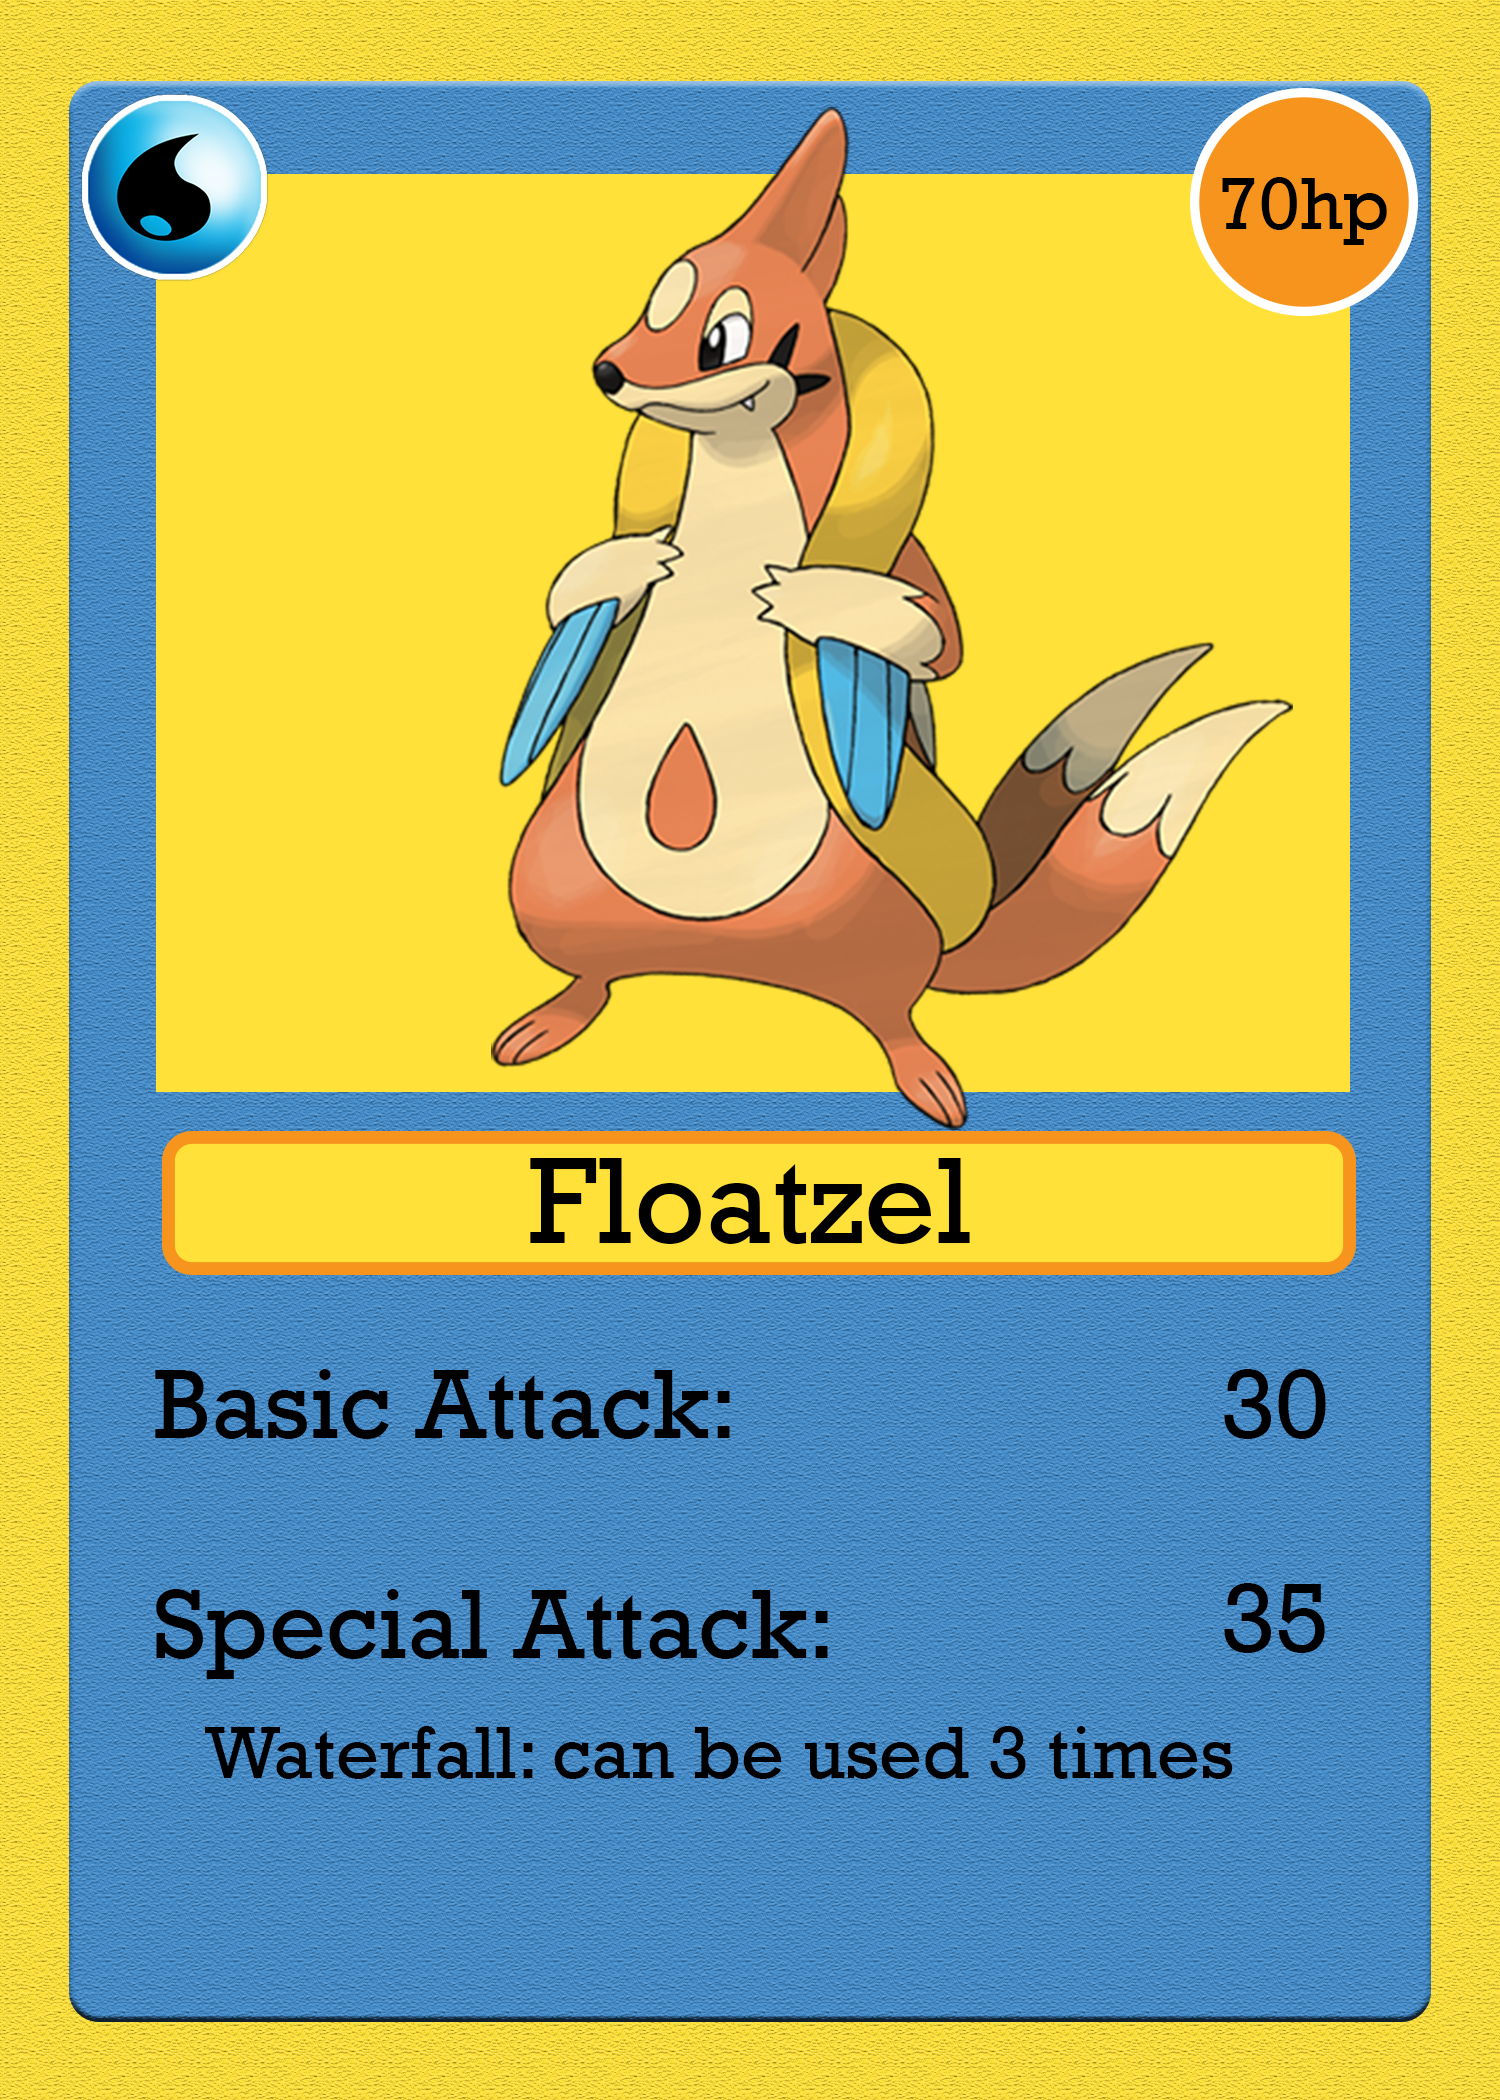 70hp
Floatzel
Basic Attack: 30
Special Attack: 35
Waterfall: can be used 3 times